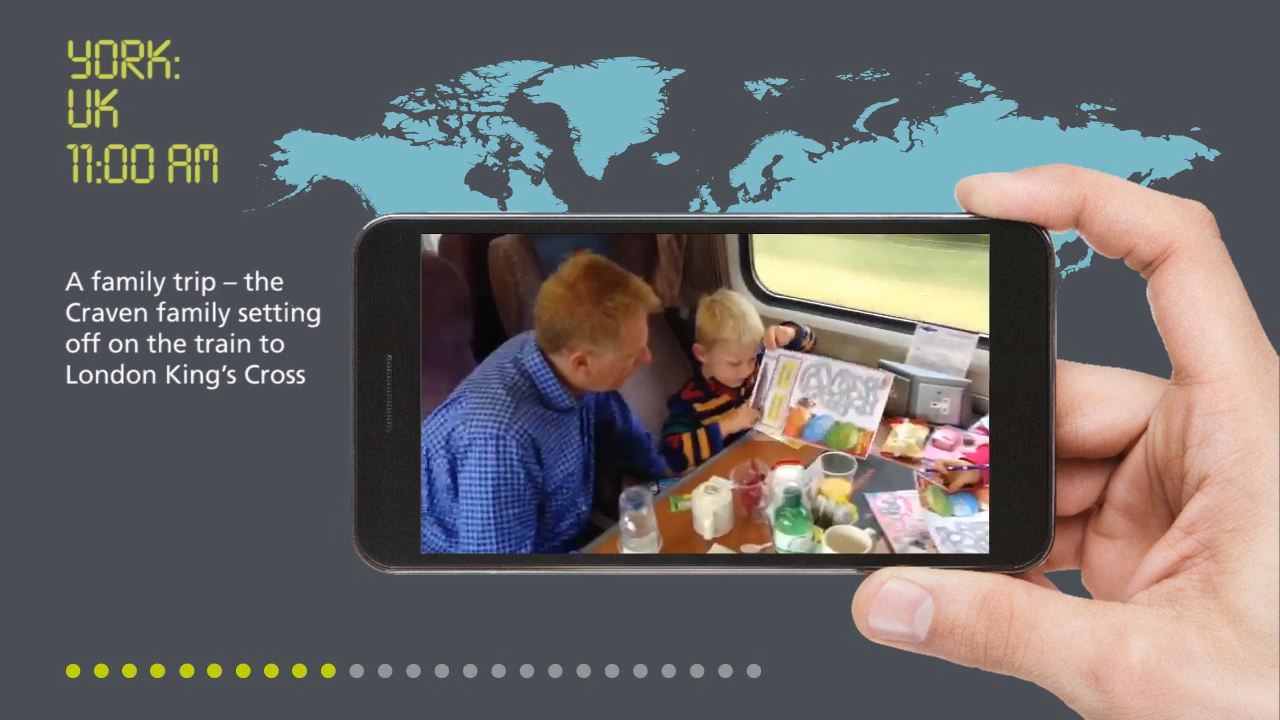 YORK:
UK
11:00 AM
A family trip – the
Craven family setting
off on the train to
London King’s Cross